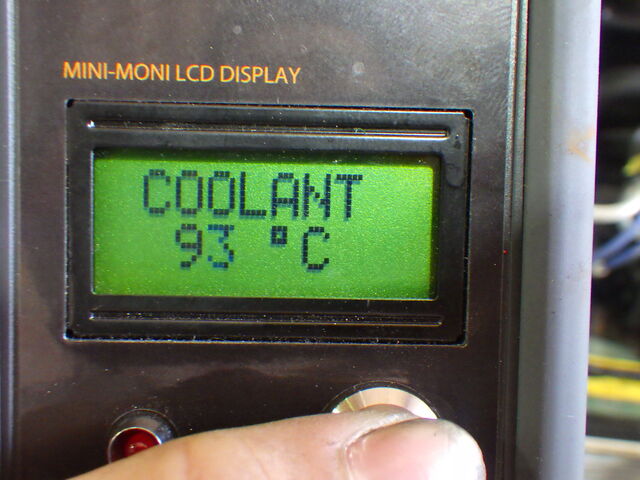 MINI-MONI LCD DISPLAY
COOLANT
93 °C